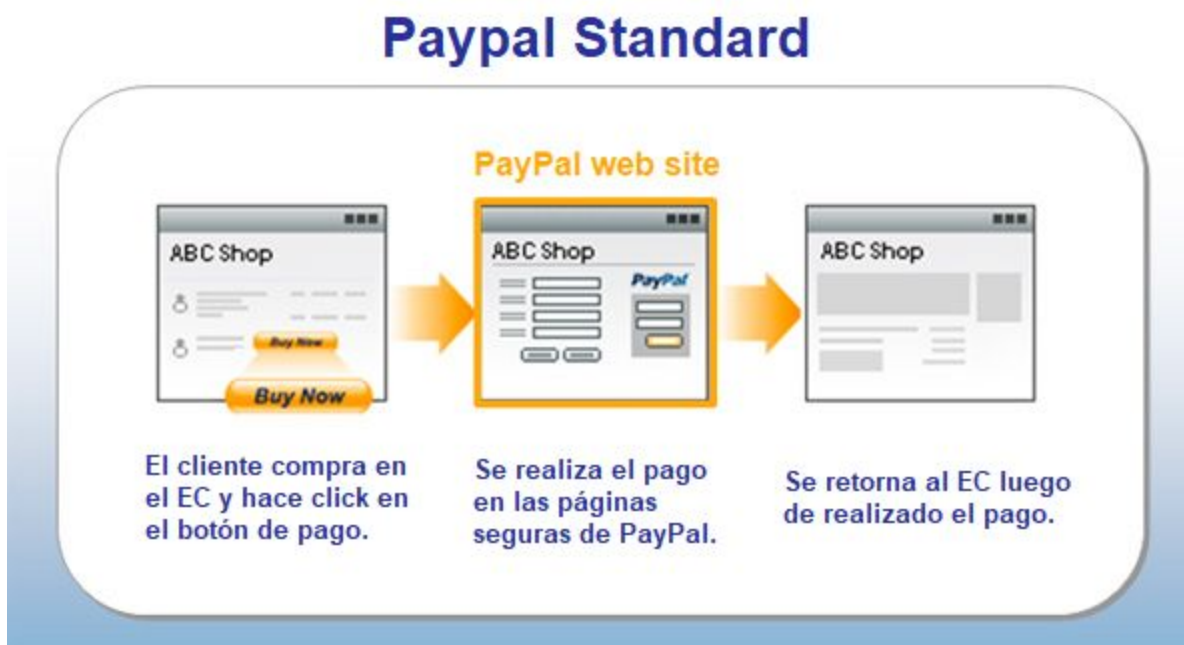 Paypal Standard
PayPal web site
ABC Shop
Buy Now
Buy Now
ABC Shop
PayPal
ABC Shop
El cliente compra en
el EC y hace click en
el botón de pago.
Se realiza el pago
en las páginas
seguras de PayPal.
Se retorna al EC luego
de realizado el pago.